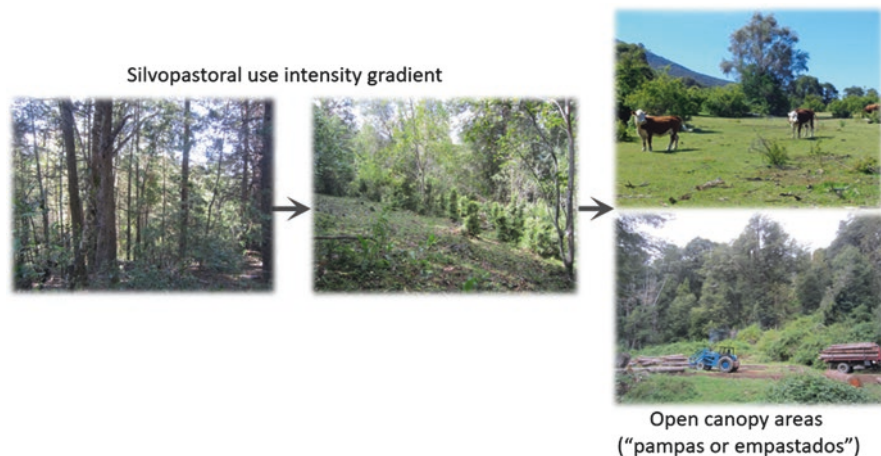 Silvopastoral use intensity gradient
Open canopy areas
(“pampas or empastados”)